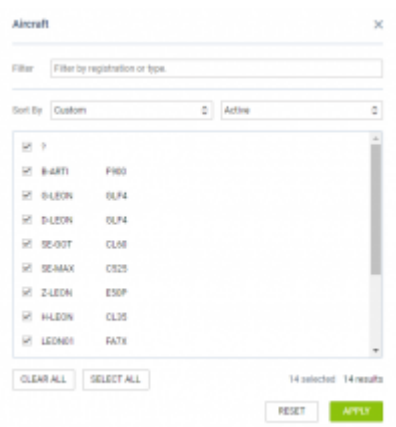 Aircraft
Filter Filter by registration or type.
Sort By Custom Active
?
B-ARTI F900
G-LEON GLF4
D-LEON GLF4
SE-GOT CL60
SE-MAX C525
Z-LEON E50P
H-LEON CL35
LEON01 FA7X
CLEAR ALL SELECT ALL 14 selected 14 results
RESET APPLY